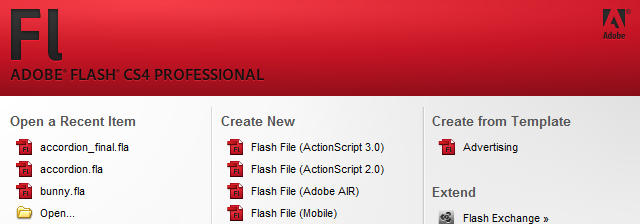 Fl
Adobe
ADOBE® FLASH® CS4 PROFESSIONAL
Open a Recent Item
accordion_final.fla
accordion.fla
bunny.fla
Open...
Create New
Flash File (ActionScript 3.0)
Flash File (ActionScript 2.0)
Flash File (Adobe AIR)
Flash File (Mobile)
Create from Template
Advertising
Extend
Flash Exchange »